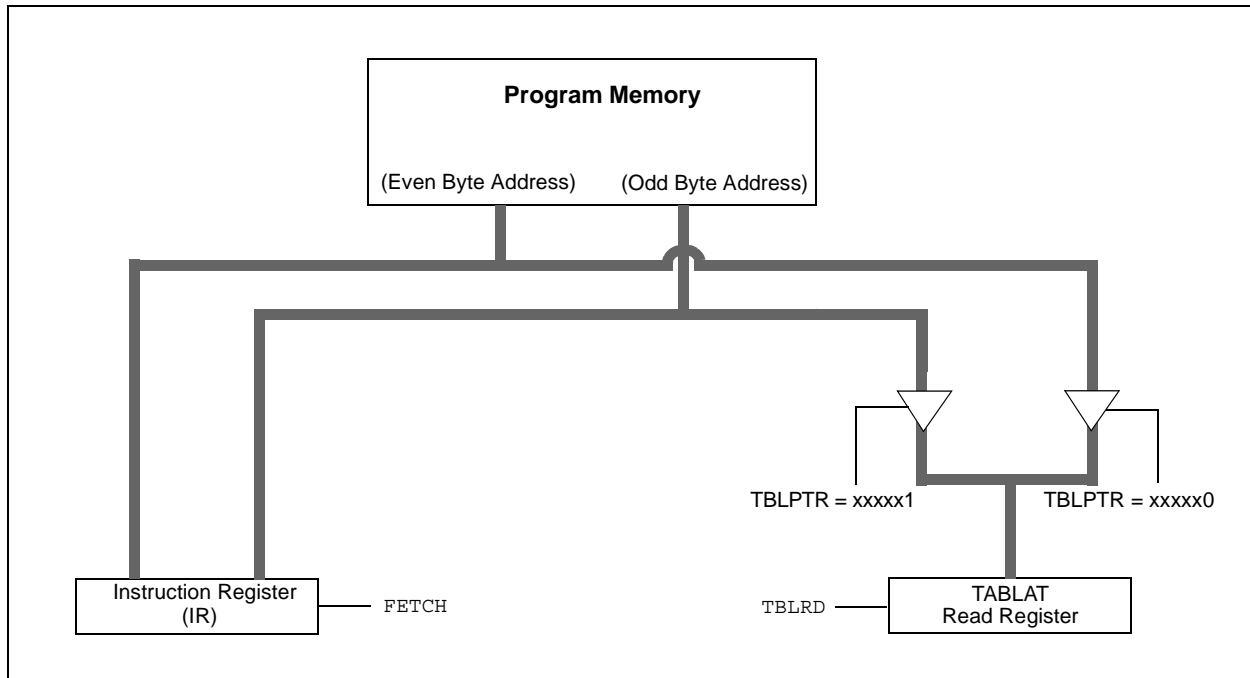 Program Memory
(Even Byte Address)
(Odd Byte Address)
TBLPTR = xxxxx1
TBLPTR = xxxxx0
Instruction Register
(IR)
FETCH
TBLRD
TABLAT
Read Register